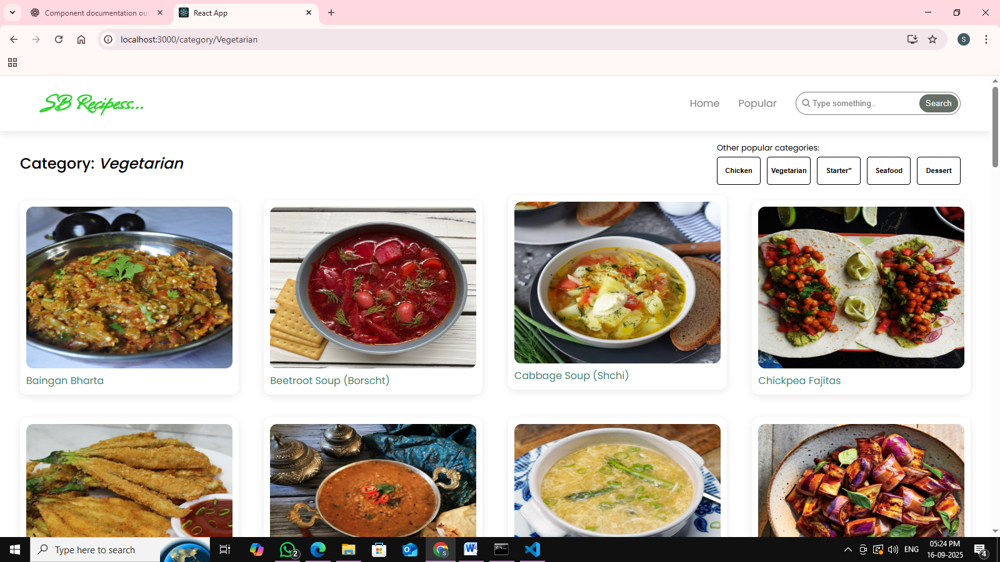 Component documentation ou
React App
localhost:3000/category/Vegetarian
S
SB Recipess...
Home
Popular
Type something..
Search
Category: Vegetarian
Other popular categories:
Chicken
Vegetarian
Starter"
Seafood
Dessert
Baingan Bharta
Beetroot Soup (Borscht)
Cabbage Soup (Shchi)
Chickpea Fajitas
Type here to search
2
S
ENG
05:24 PM
16-09-2025
4